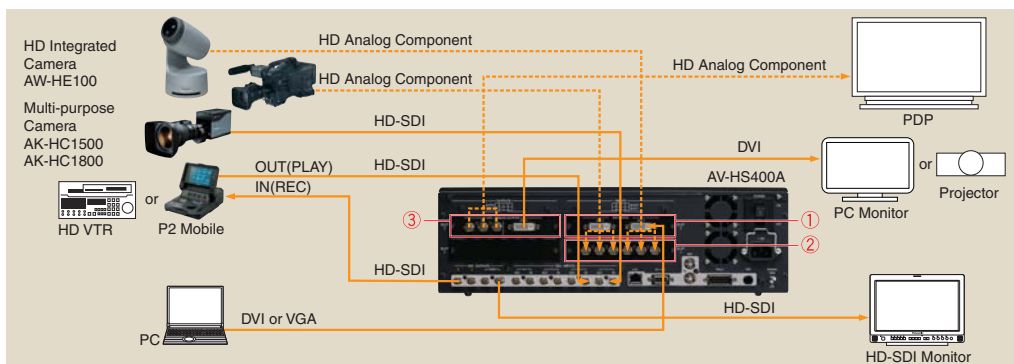 HD Integrated
Camera
AW-HE100
Multi-purpose
Camera
AK-HC1500
AK-HC1800
HD VTR
or
P2 Mobile
PC
HD Analog Component
HD Analog Component
HD-SDI
OUT(PLAY)
HD-SDI
IN(REC)
HD-SDI
DVI or VGA
HD Analog Component
PDP
DVI
AV-HS400A
or
PC Monitor
Projector
③
①
②
HD-SDI
HD-SDI Monitor